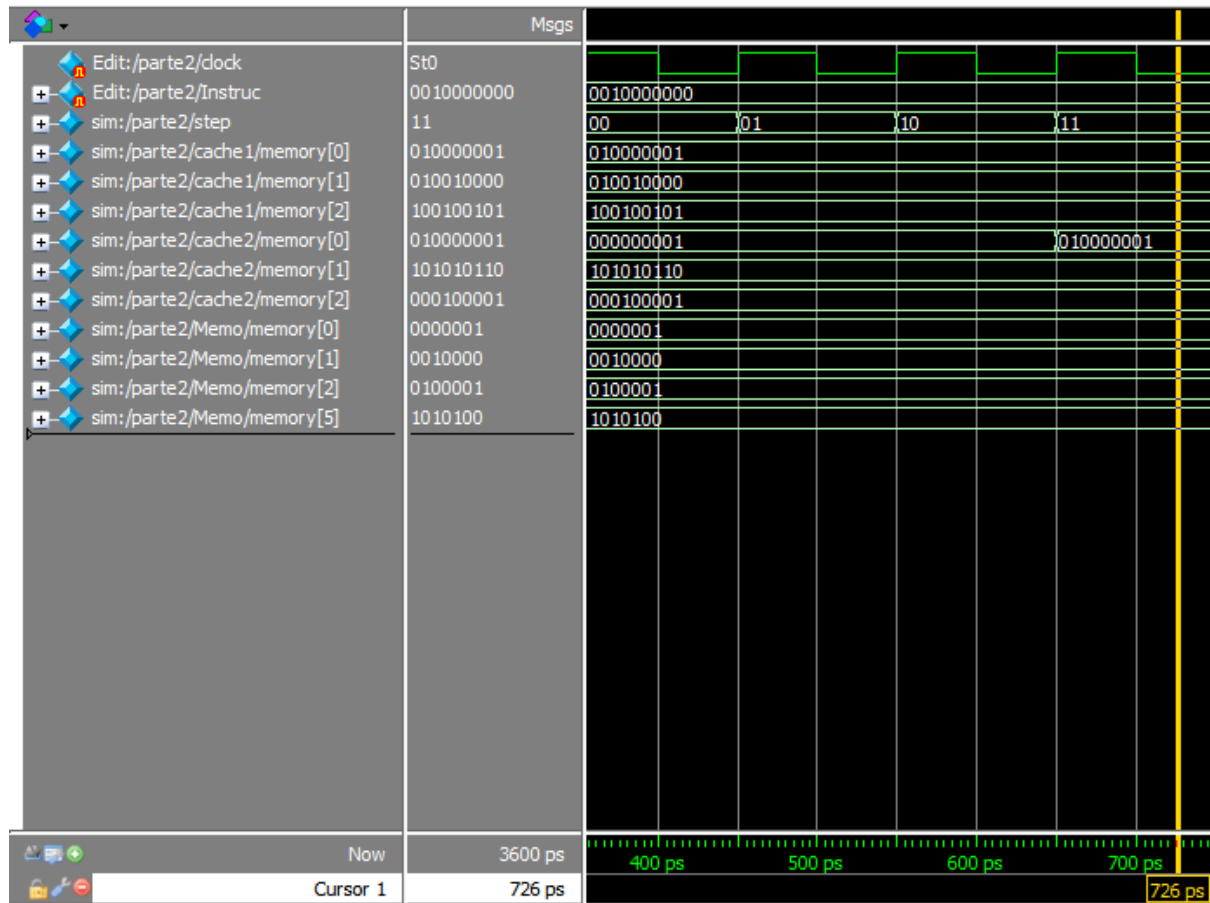 Msgs
Edit:/parte2/clock St0
Edit:/parte2/Instruc 0010000000 0010000000
sim:/parte2/step 11 00 01 10 11
sim:/parte2/cache1/memory[0] 010000001 010000001
sim:/parte2/cache1/memory[1] 010010000 010010000
sim:/parte2/cache1/memory[2] 100100101 100100101
sim:/parte2/cache2/memory[0] 010000001 000000001 010000001
sim:/parte2/cache2/memory[1] 101010110 101010110
sim:/parte2/cache2/memory[2] 000100001 000100001
sim:/parte2/Memo/memory[0] 0000001 0000001
sim:/parte2/Memo/memory[1] 0010000 0010000
sim:/parte2/Memo/memory[2] 0100001 0100001
sim:/parte2/Memo/memory[5] 1010100 1010100
Now 3600 ps 400 ps 500 ps 600 ps 700 ps
Cursor 1 726 ps 726 ps